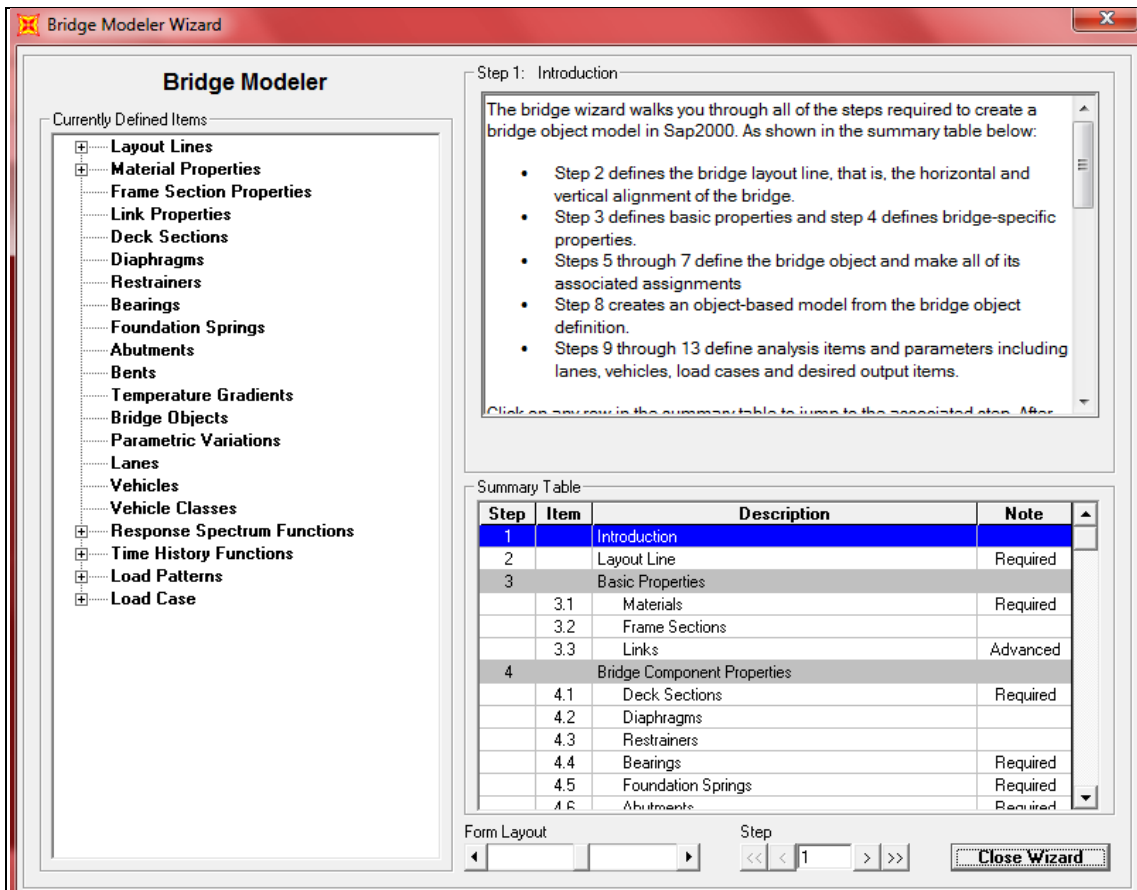 Bridge Modeler Wizard
Bridge Modeler
Currently Defined Items
Layout Lines
Material Properties
Frame Section Properties
Link Properties
Deck Sections
Diaphragms
Restrainers
Bearings
Foundation Springs
Abutments
Bents
Temperature Gradients
Bridge Objects
Parametric Variations
Lanes
Vehicles
Vehicle Classes
Response Spectrum Functions
Time History Functions
Load Patterns
Load Case
Step 1: Introduction
The bridge wizard walks you through all of the steps required to create a
bridge object model in Sap2000. As shown in the summary table below:
• Step 2 defines the bridge layout line, that is, the horizontal and
vertical alignment of the bridge.
• Step 3 defines basic properties and step 4 defines bridge-specific
properties.
• Steps 5 through 7 define the bridge object and make all of its
associated assignments
• Step 8 creates an object-based model from the bridge object
definition.
• Steps 9 through 13 define analysis items and parameters including
lanes, vehicles, load cases and desired output items.
Click on any row in the summary table to jump to the associated step. After
Summary Table
Step Item Description Note
1 Introduction
2 Layout Line Required
3 Basic Properties
3.1 Materials Required
3.2 Frame Sections
3.3 Links Advanced
4 Bridge Component Properties
4.1 Deck Sections Required
4.2 Diaphragms
4.3 Restrainers
4.4 Bearings Required
4.5 Foundation Springs Required
4.6 Abutments Required
Form Layout
Step
<< < 1 > >>
Close Wizard